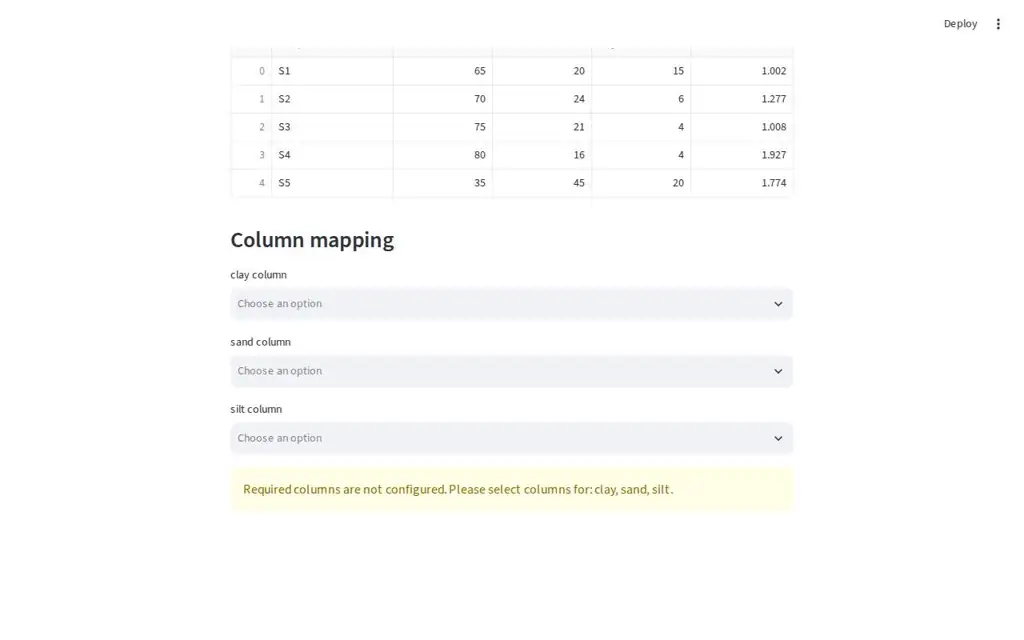 Deploy
0 S1 65 20 15 1.002
1 S2 70 24 6 1.277
2 S3 75 21 4 1.008
3 S4 80 16 4 1.927
4 S5 35 45 20 1.774
Column mapping
clay column
Choose an option
sand column
Choose an option
silt column
Choose an option
Required columns are not configured. Please select columns for: clay, sand, silt.